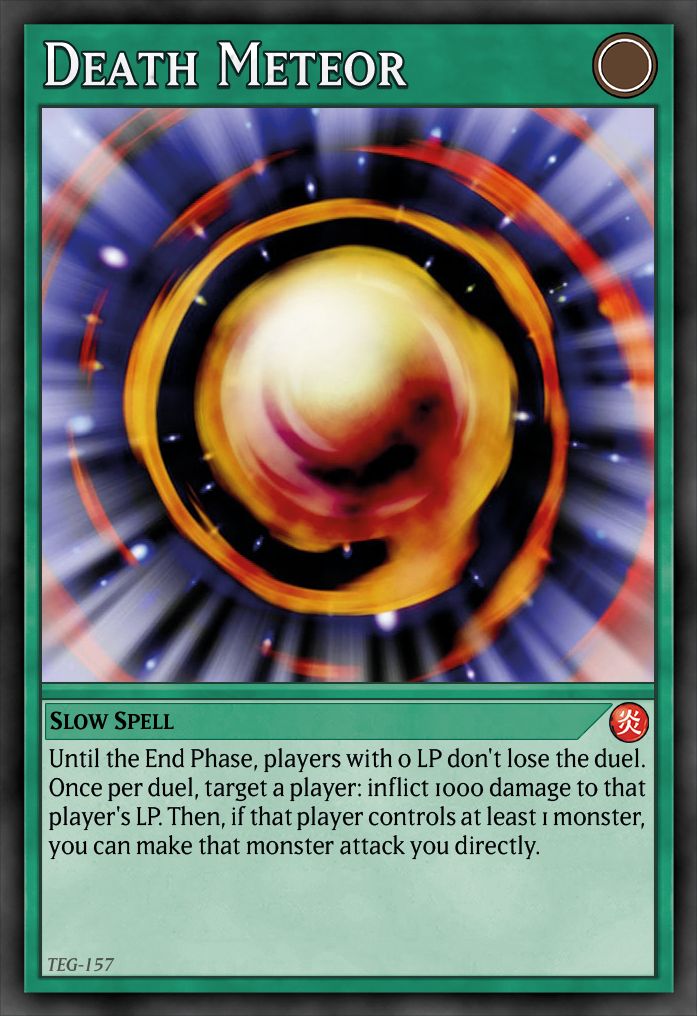 Death Meteor
Slow Spell
炎
Until the End Phase, players with 0 LP don't lose the duel.
Once per duel, target a player: inflict 1000 damage to that
player's LP. Then, if that player controls at least 1 monster,
you can make that monster attack you directly.
TEG-157